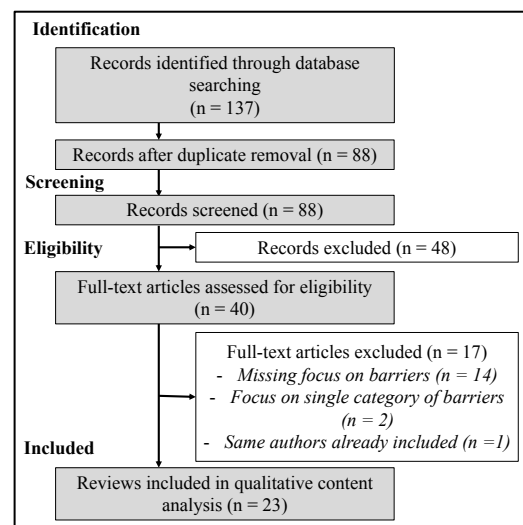 Identification
Records identified through database
searching
(n = 137)
Records after duplicate removal (n = 88)
Screening
Records screened (n = 88)
Eligibility
Records excluded (n = 48)
Full-text articles assessed for eligibility
(n = 40)
Full-text articles excluded (n = 17)
- Missing focus on barriers (n = 14)
- Focus on single category of barriers
(n = 2)
- Same authors already included (n =1)
Included
Reviews included in qualitative content
analysis (n = 23)